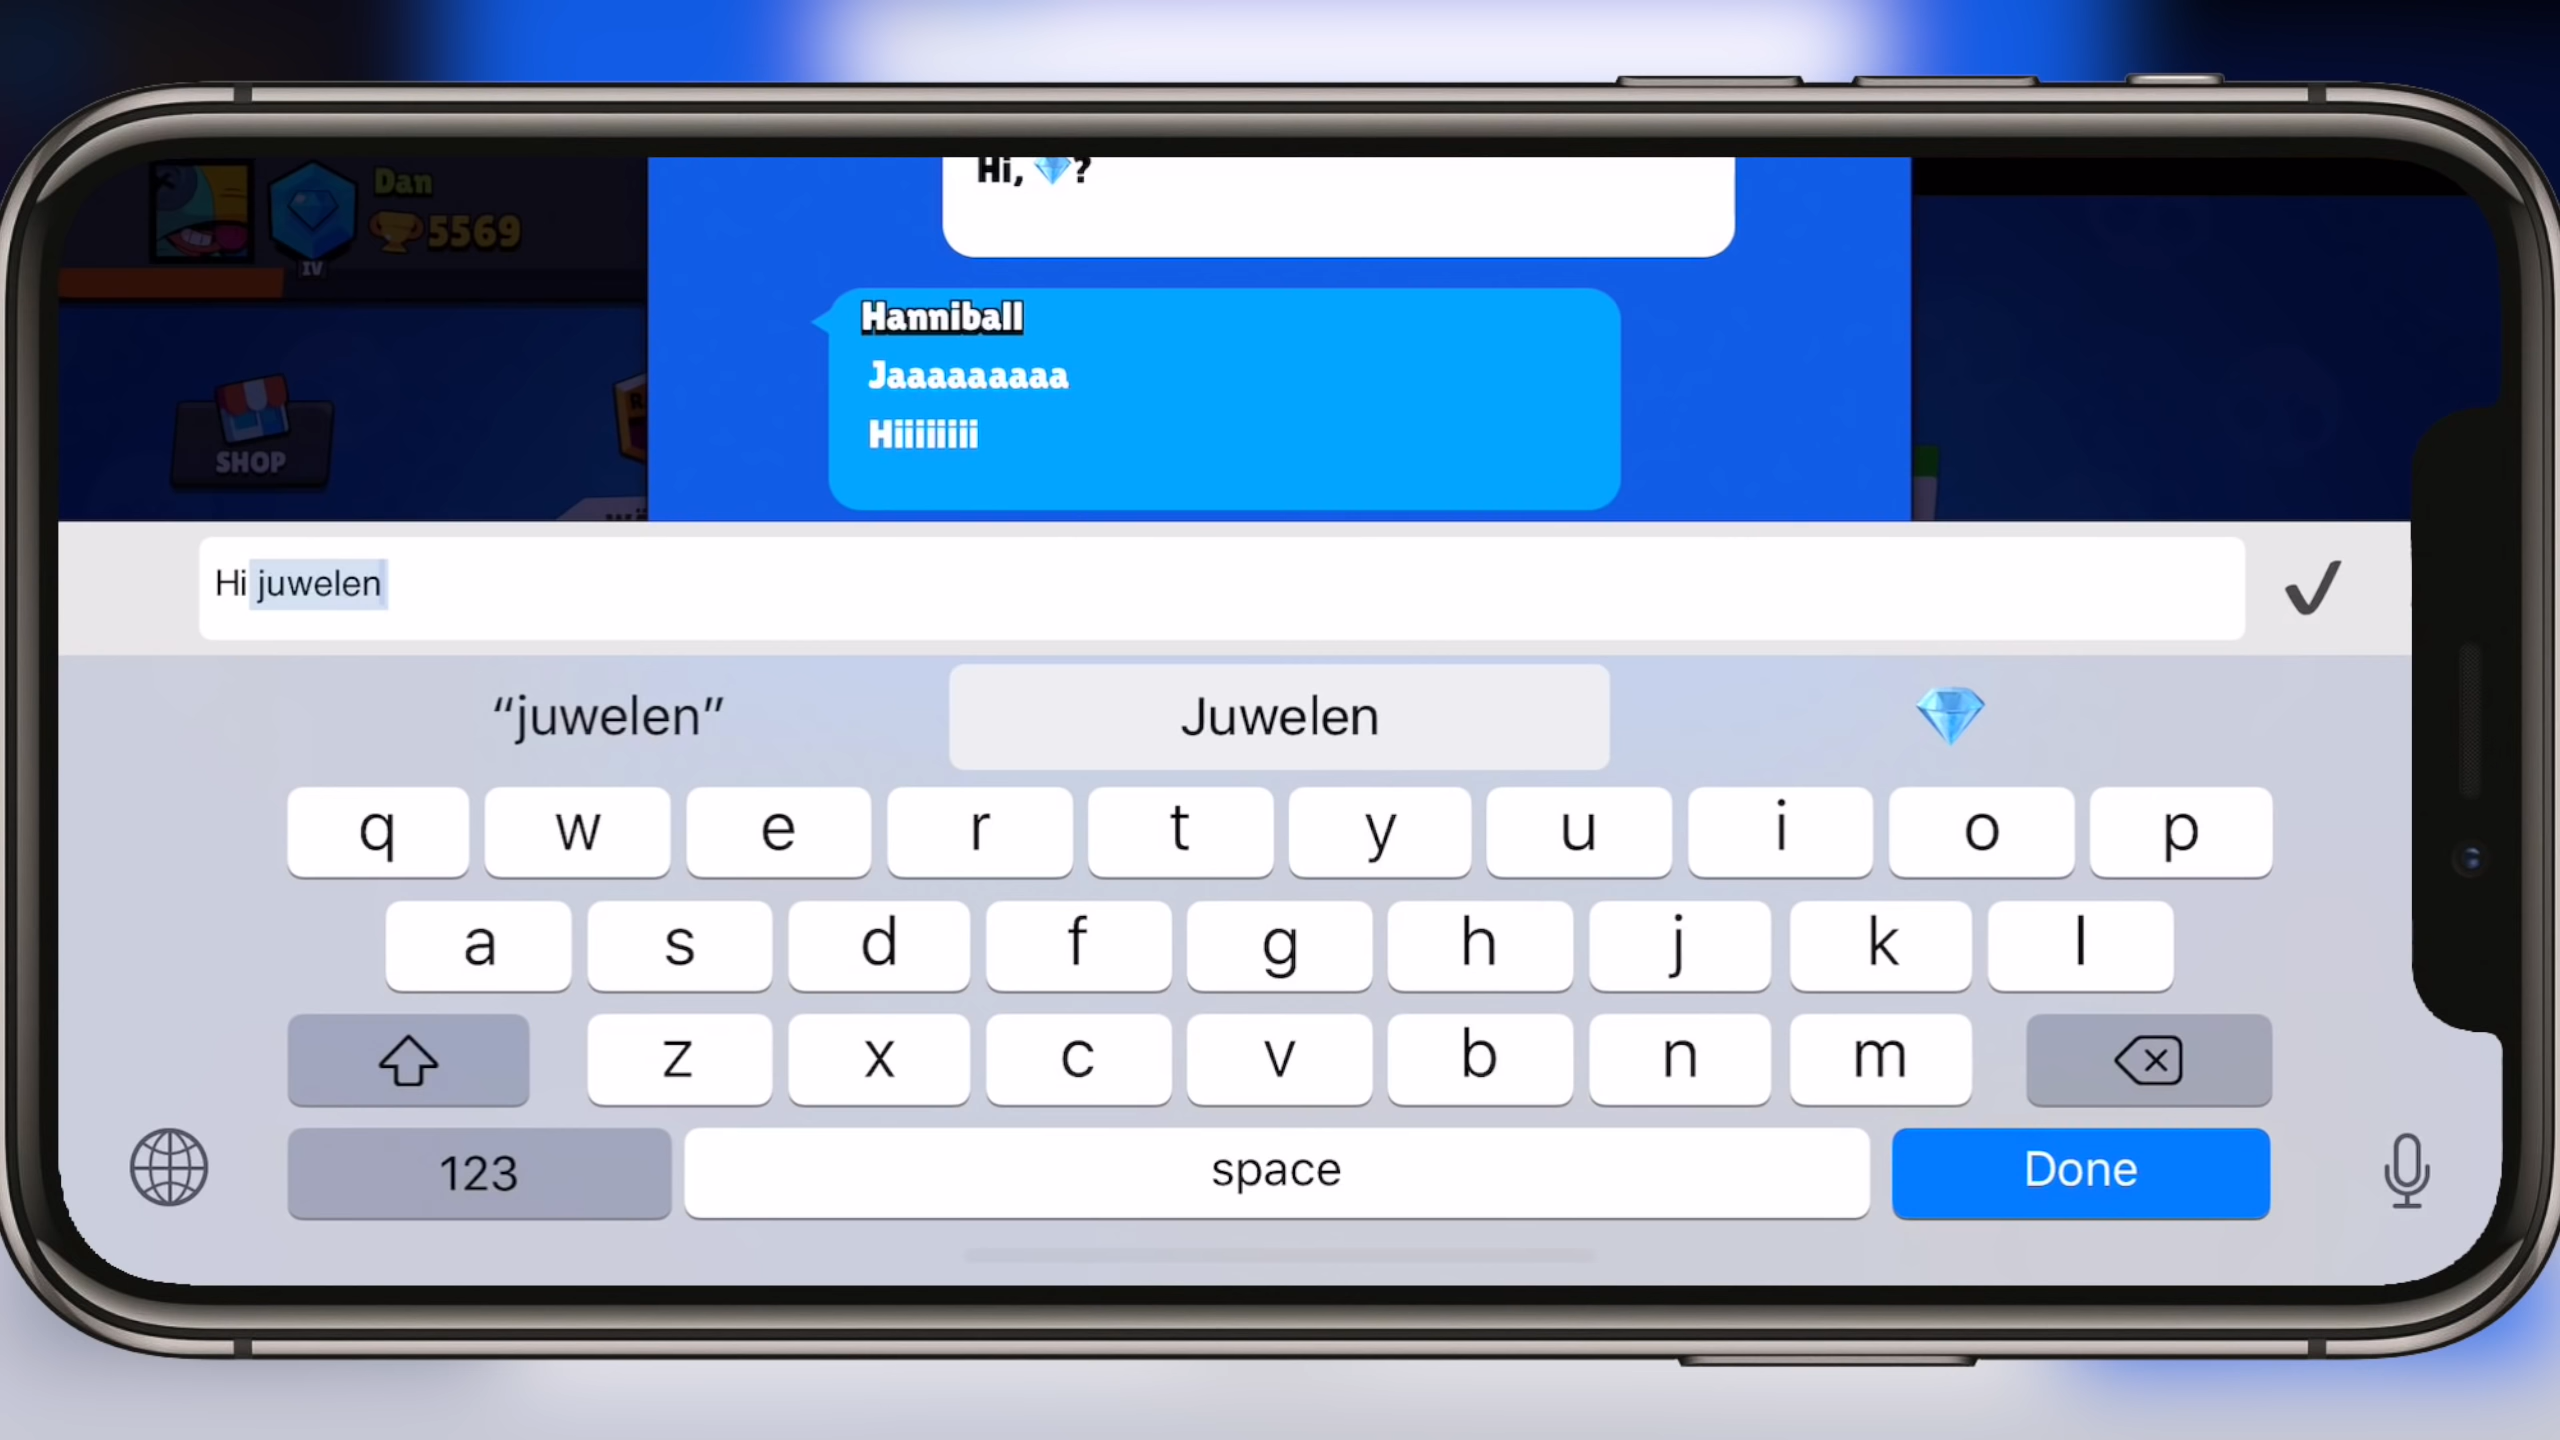 Hi, 💎?
Dan
5569
IV
Hanniball
Jaaaaaaaaa
Hiiiiiiii
SHOP
Hi juwelen
“juwelen”
Juwelen
💎
q w e r t y u i o p
a s d f g h j k l
z x c v b n m
123
space
Done